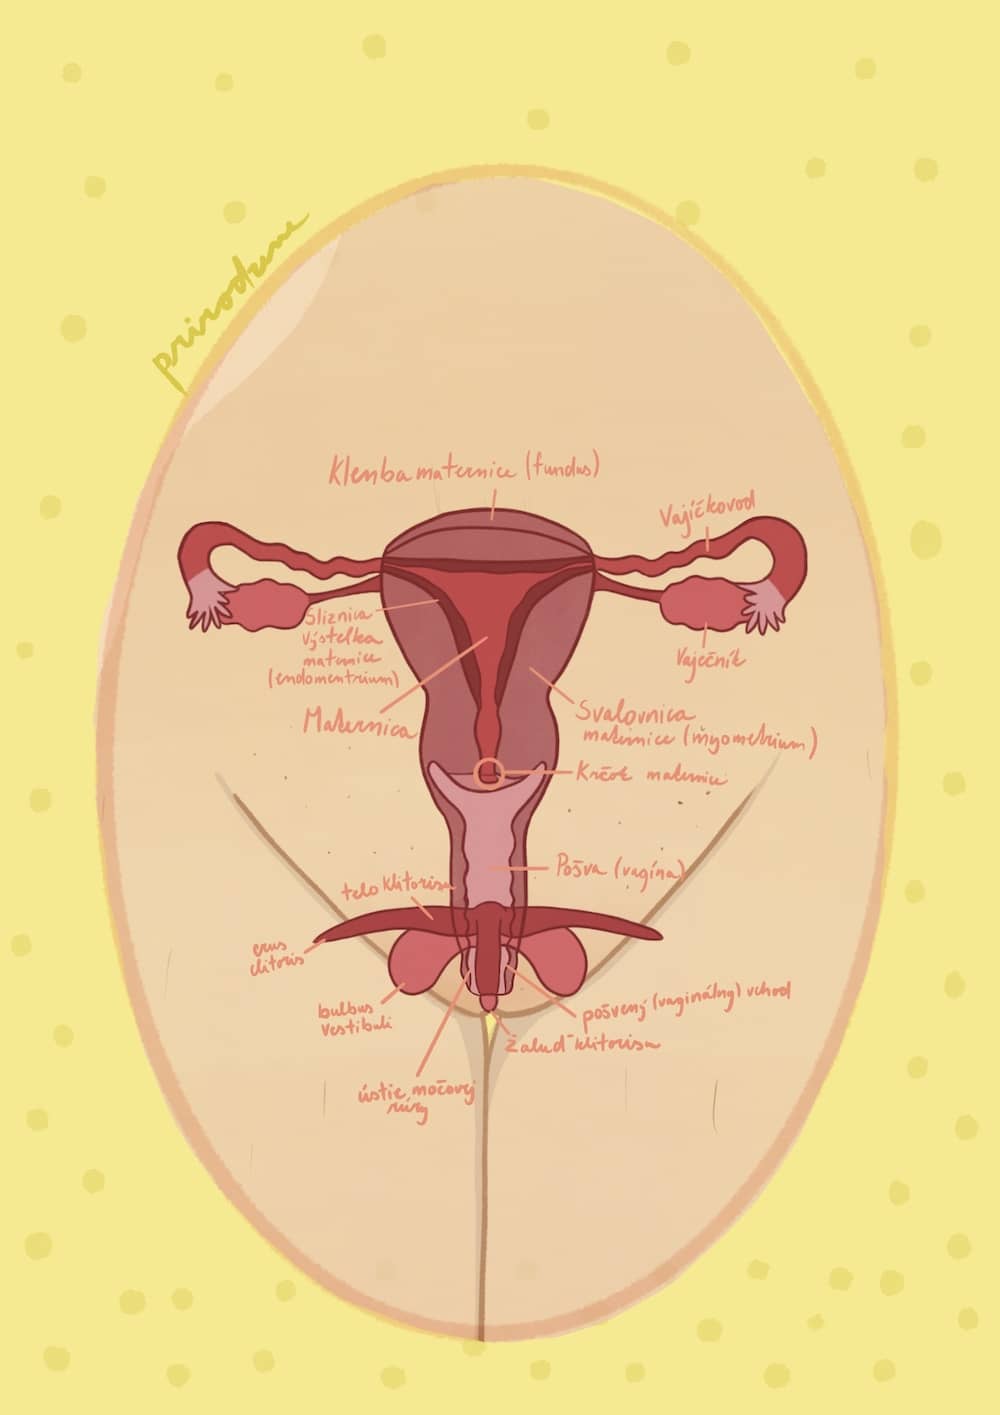 prirodzene
Klenba maternice (fundus)
Vajíčkovod
Sliznica
výstelka
maternice
(endomentrium)
Vaječník
Maternica
Svalovnica
maternice (myometrium)
Krčok maternice
Pošva (vagína)
telo klitorisu
crus
clitoris
bulbus
vestibuli
pošvený (vaginálny) vchod
žaluď klitorisu
ústie močovej
rúry